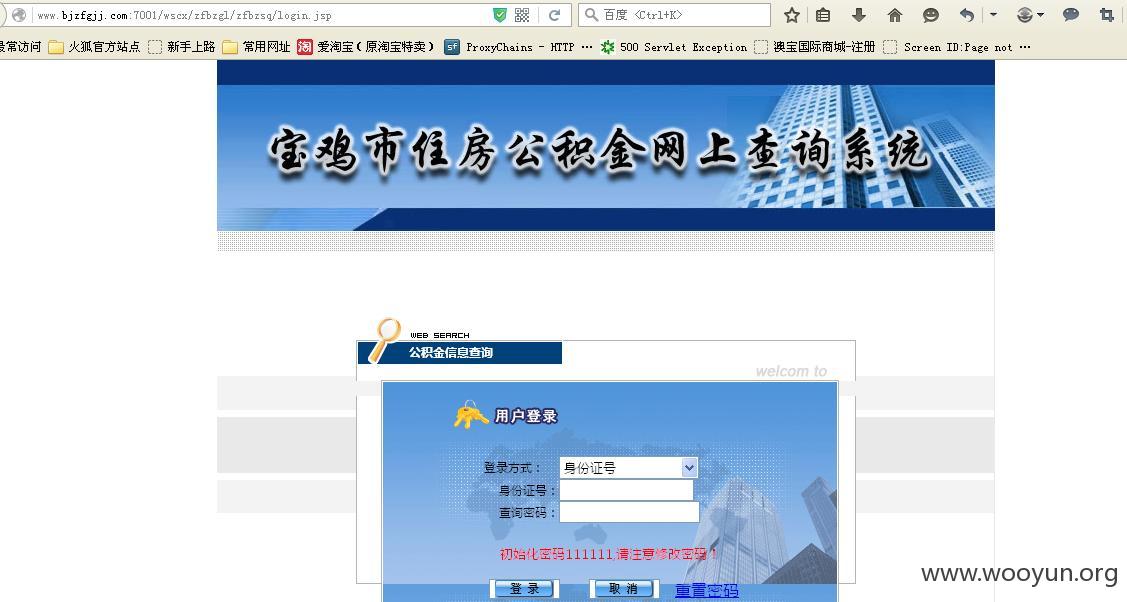 www.bjzfgjj.com:7001/wscx/zfbzgl/zfbzsq/login.jsp
百度 <Ctrl+K>
常访问 火狐官方站点 新手上路 常用网址 爱淘宝（原淘宝特卖） ProxyChains - HTTP ... 500 Servlet Exception 澳宝国际商城-注册 Screen ID:Page not ...
宝鸡市住房公积金网上查询系统
WEB SEARCH
公积金信息查询
welcom to
用户登录
登录方式：身份证号
身份证号：
查询密码：
初始化密码111111,请注意修改密码！
登 录 取 消 重置密码
www.wooyun.org